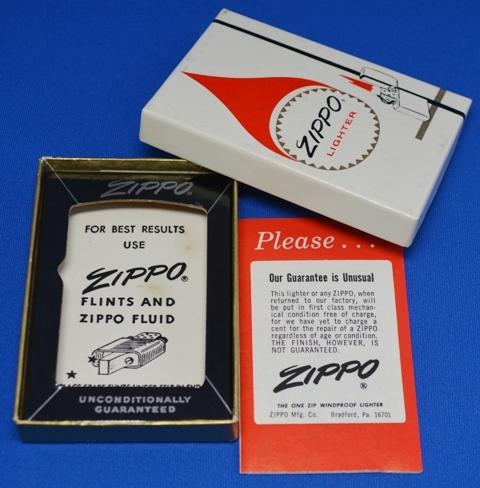 ZIPPO®
LIGHTER
ZIPPO®
FOR BEST RESULTS
USE
ZIPPO®
FLINTS AND
ZIPPO FLUID
UNCONDITIONALLY
GUARANTEED
Please...
Our Guarantee is Unusual
This lighter or any ZIPPO, when
returned to our factory, will
be put in first class mechan-
ical condition free of charge,
for we have yet to charge a
cent for the repair of a ZIPPO
regardless of age or condition.
THE FINISH, HOWEVER, IS
NOT GUARANTEED.
ZIPPO®
THE ONE ZIP WINDPROOF LIGHTER
ZIPPO Mfg. Co. Bradford, Pa. 16701